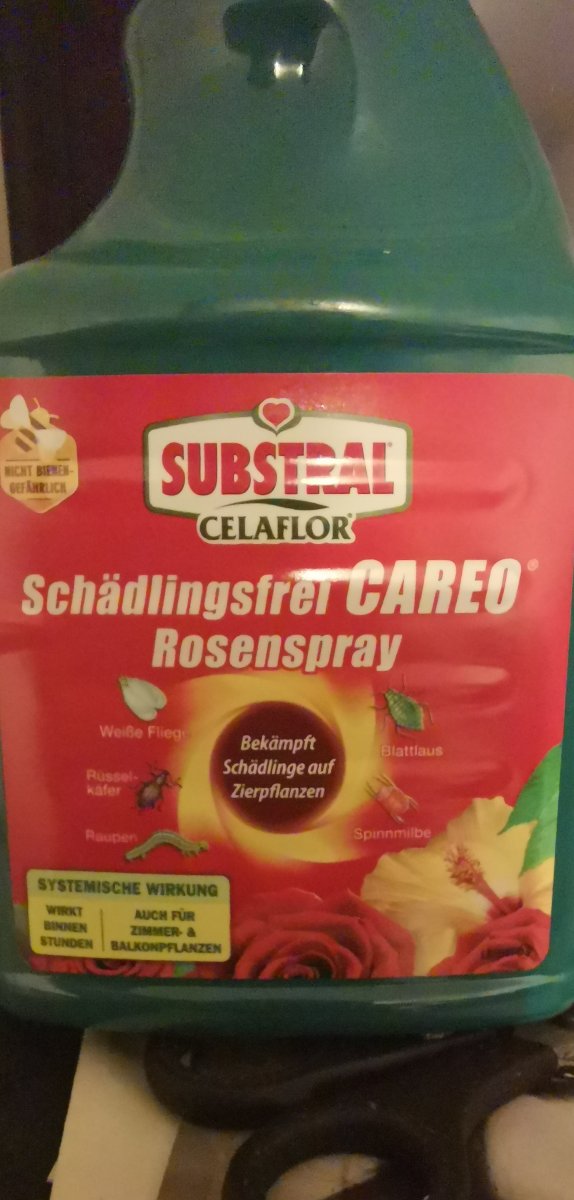 NICHT BIENEN-
GEFÄHRLICH
SUBSTRAL®
CELAFLOR®
Schädlingsfrei CAREO®
Rosenspray
Weiße Fliege
Rüssel-
käfer
Raupen
Bekämpft
Schädlinge auf
Zierpflanzen
Blattlaus
Spinnmilbe
SYSTEMISCHE WIRKUNG
WIRKT
BINNEN
STUNDEN
AUCH FÜR
ZIMMER- &
BALKONPFLANZEN